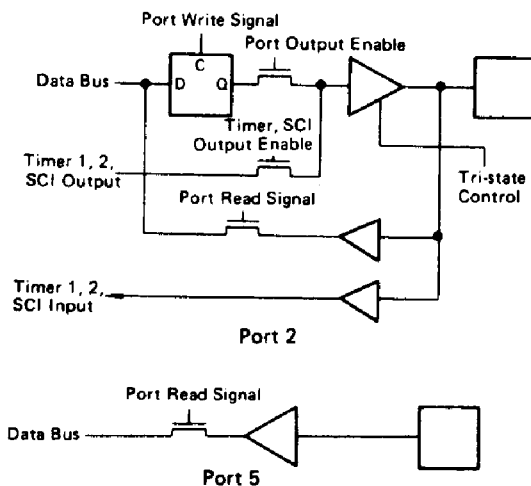 Port Write Signal
Port Output Enable
C
Data Bus
D
Q
Timer, SCI
Output Enable
Timer 1, 2,
SCI Output
Tri-state
Control
Port Read Signal
Timer 1, 2,
SCI Input
Port 2
Port Read Signal
Data Bus
Port 5